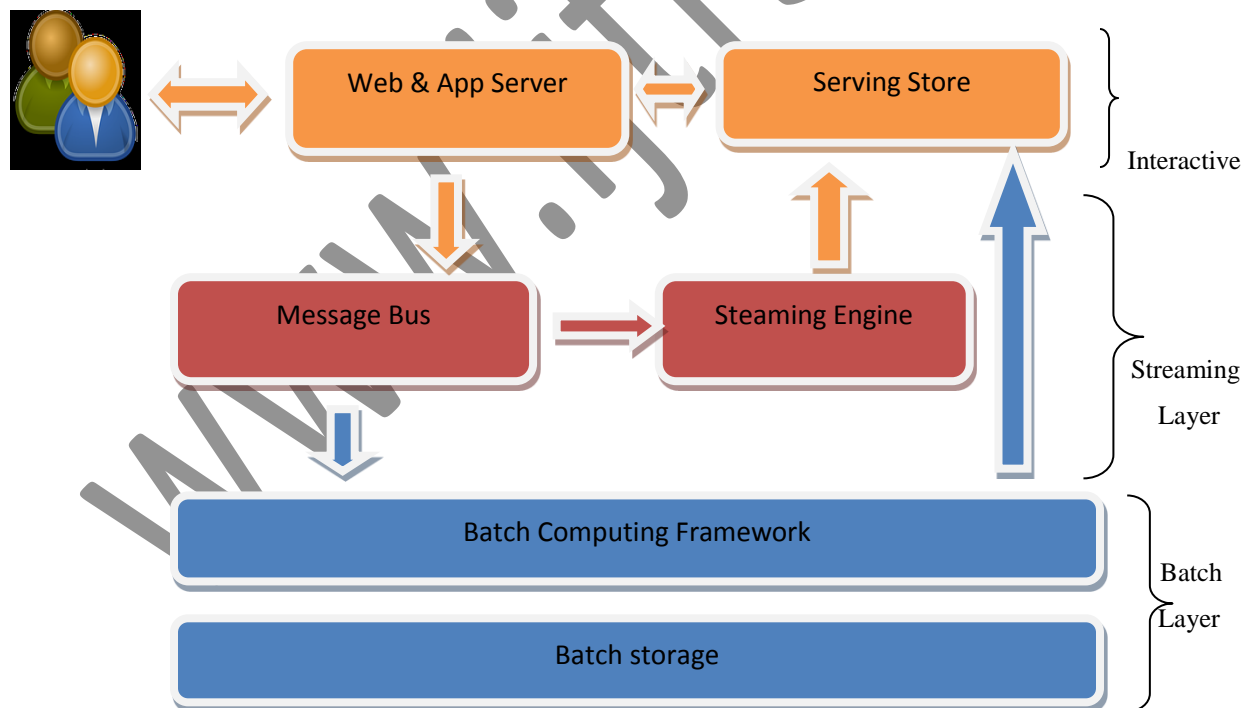 Web & App Server
Serving Store
Interactive
Message Bus
Steaming Engine
Streaming
Layer
Batch Computing Framework
Batch
Layer
Batch storage